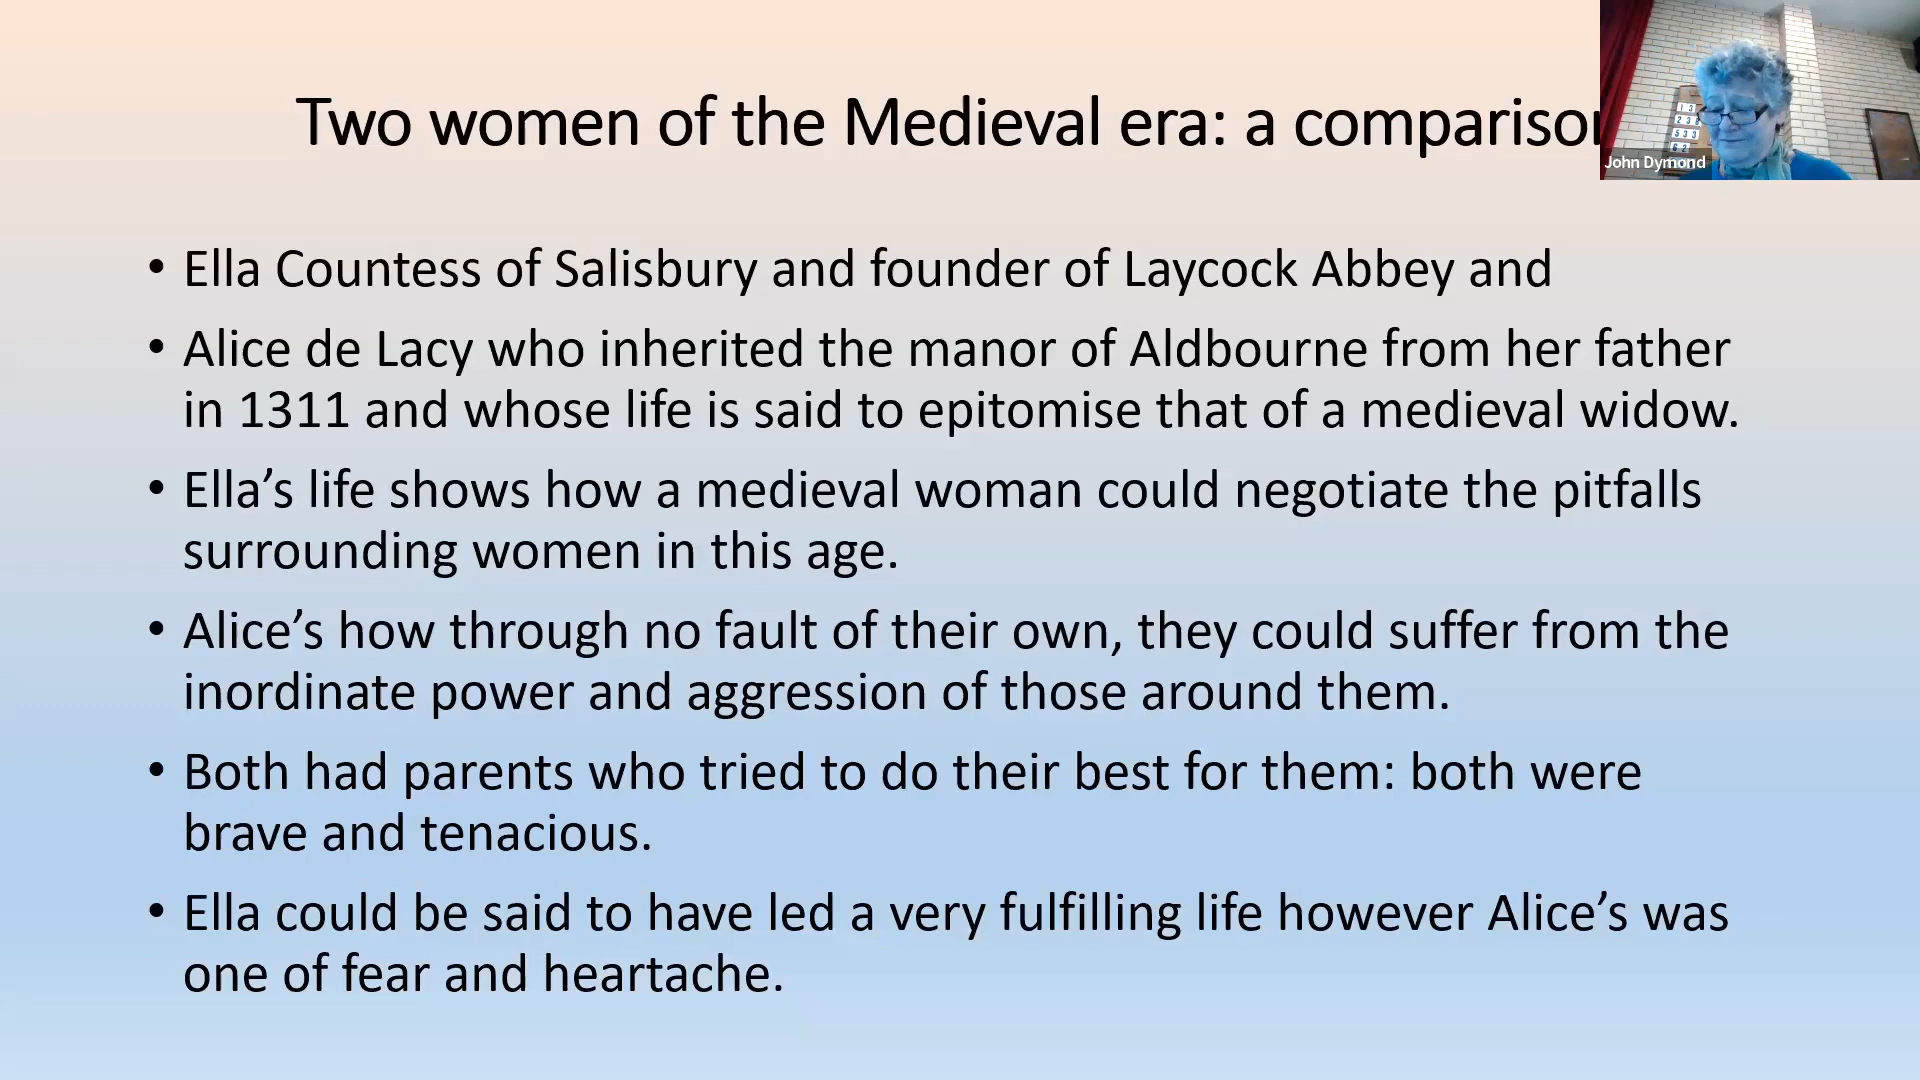 Two women of the Medieval era: a comparison
John Dymond
• Ella Countess of Salisbury and founder of Laycock Abbey and
• Alice de Lacy who inherited the manor of Aldbourne from her father
in 1311 and whose life is said to epitomise that of a medieval widow.
• Ella’s life shows how a medieval woman could negotiate the pitfalls
surrounding women in this age.
• Alice’s how through no fault of their own, they could suffer from the
inordinate power and aggression of those around them.
• Both had parents who tried to do their best for them: both were
brave and tenacious.
• Ella could be said to have led a very fulfilling life however Alice’s was
one of fear and heartache.